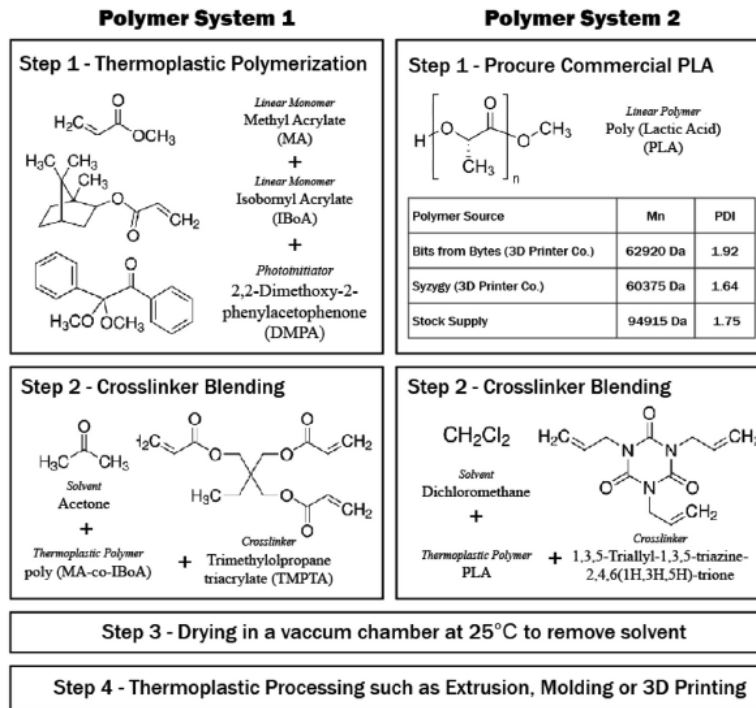 Polymer System 1
Step 1 - Thermoplastic Polymerization
O
H₂C
O
CH₃
Linear Monomer
Methyl Acrylate
(MA)
+
H₃C
CH₃
CH₃
O
CH₂
O
Linear Monomer
Isobornyl Acrylate
(IBoA)
+
O
H₃CO
OCH₃
Photoinitiator
2,2-Dimethoxy-2-
phenylacetophenone
(DMPA)
Step 2 - Crosslinker Blending
O
H₃C
CH₃
Solvent
Acetone
+
Thermoplastic Polymer
poly (MA-co-IBoA)
+
O
H₂C
O
O
O
CH₂
H₃C
O
CH₂
O
Crosslinker
Trimethylolpropane
triacrylate (TMPTA)
Polymer System 2
Step 1 - Procure Commercial PLA
H
O
O
O
CH₃
CH₃
n
Linear Polymer
Poly (Lactic Acid)
(PLA)
Polymer Source Mn PDI
Bits from Bytes (3D Printer Co.) 62920 Da 1.92
Syzygy (3D Printer Co.) 60375 Da 1.64
Stock Supply 94915 Da 1.75
Step 2 - Crosslinker Blending
CH₂Cl₂
Solvent
Dichloromethane
+
Thermoplastic Polymer
PLA
+
H₂C
O
CH₂
N
N
O
N
O
CH₂
Crosslinker
1,3,5-Triallyl-1,3,5-triazine-
2,4,6(1H,3H,5H)-trione
Step 3 - Drying in a vaccum chamber at 25°C to remove solvent
Step 4 - Thermoplastic Processing such as Extrusion, Molding or 3D Printing